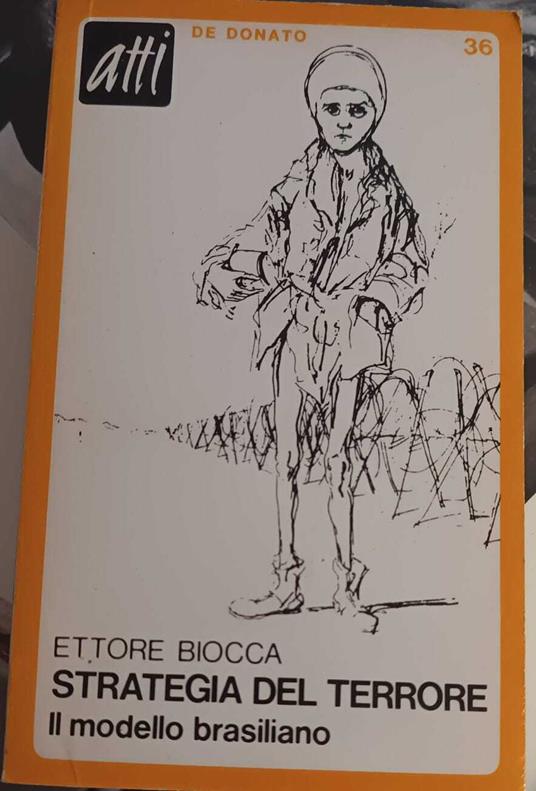 atti
DE DONATO
36
ETTORE BIOCCA
STRATEGIA DEL TERRORE
Il modello brasiliano